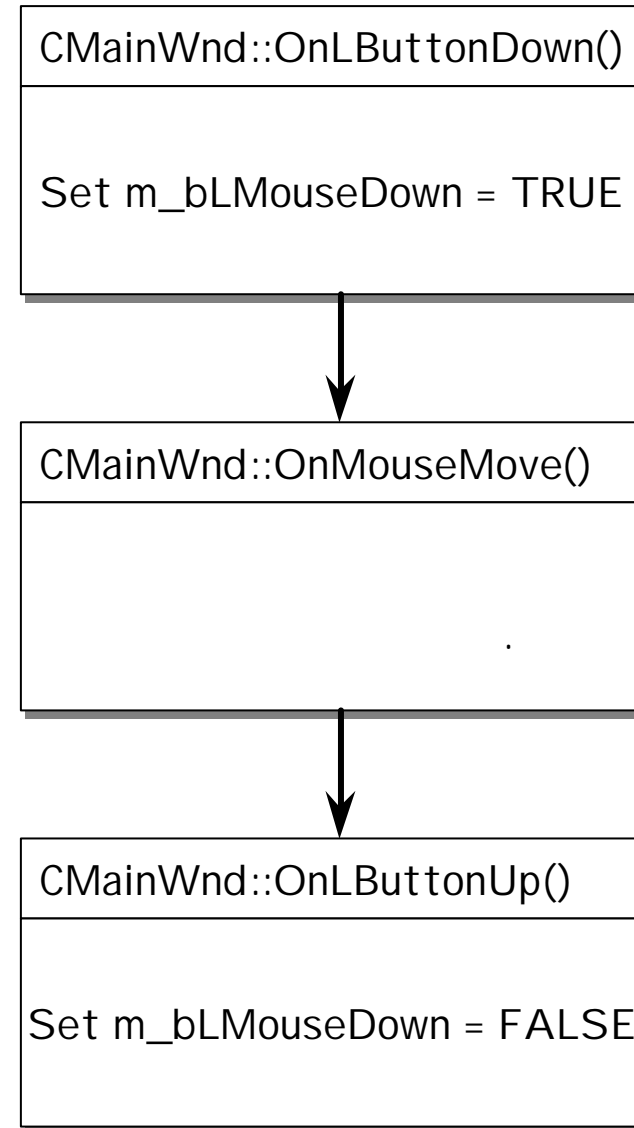 CMainWnd::OnLButtonDown()
Set m_bLMouseDown = TRUE
CMainWnd::OnMouseMove()
.
CMainWnd::OnLButtonUp()
Set m_bLMouseDown = FALSE